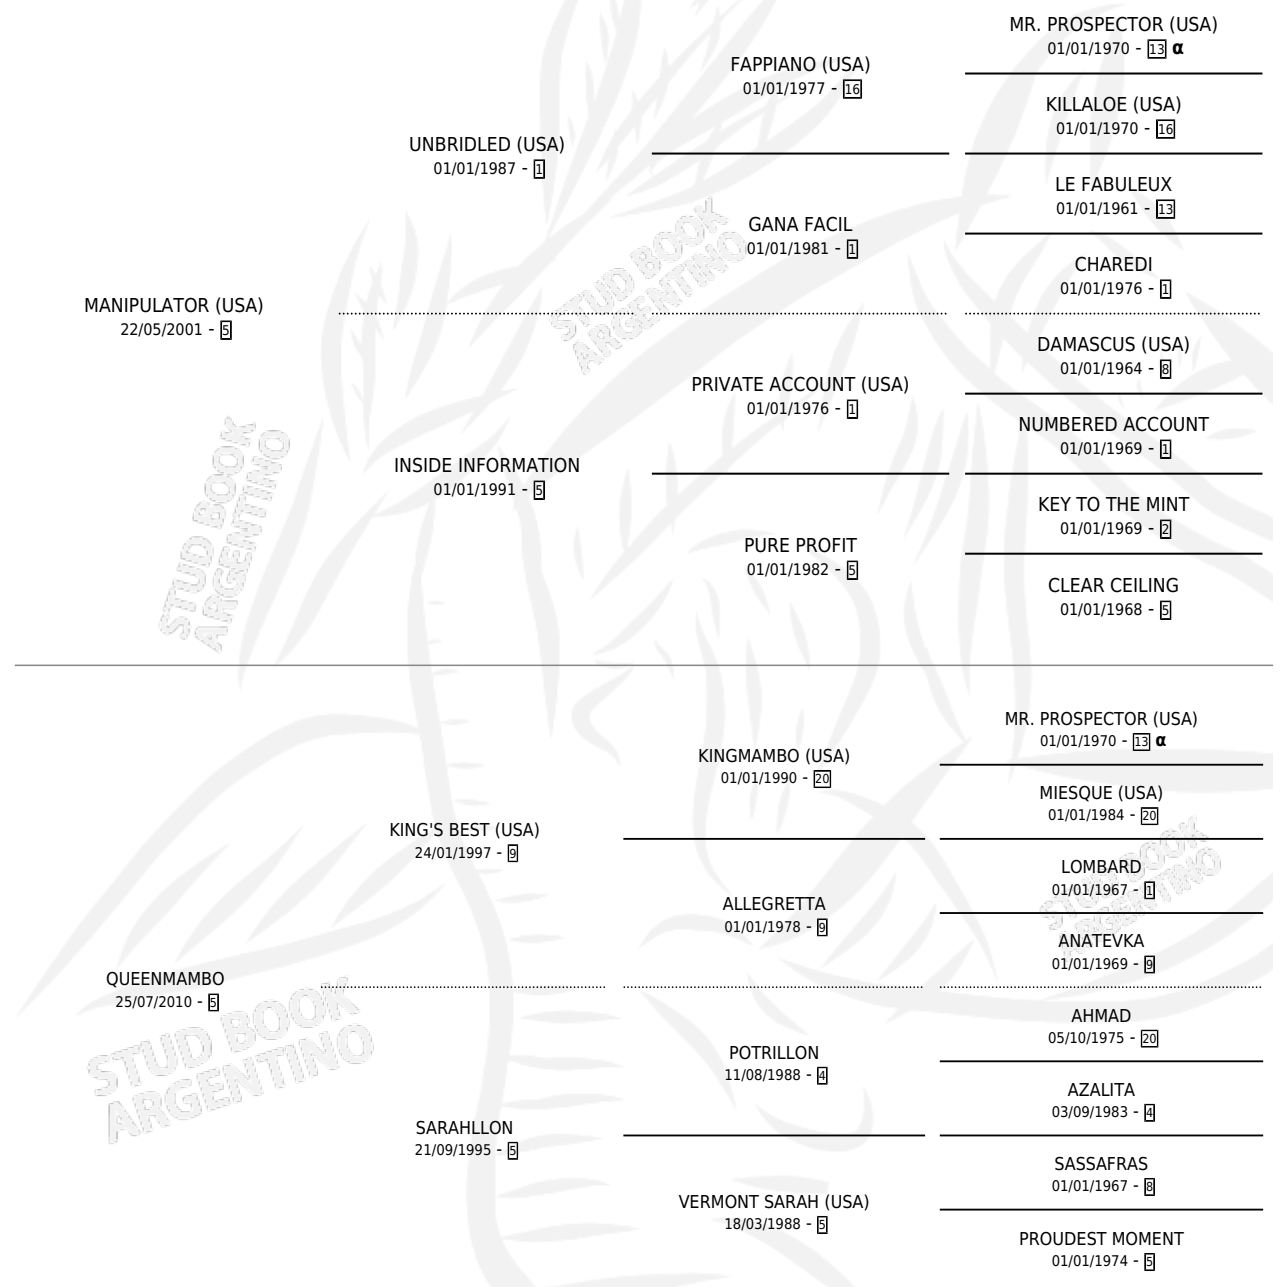 MR. PROSPECTOR (USA)
01/01/1970 - 13 α
FAPPIANO (USA)
01/01/1977 - 16
KILLALOE (USA)
01/01/1970 - 16
UNBRIDLED (USA)
01/01/1987 - 1
LE FABULEUX
01/01/1961 - 13
GANA FACIL
01/01/1981 - 1
CHAREDI
01/01/1976 - 1
MANIPULATOR (USA)
22/05/2001 - 5
DAMASCUS (USA)
01/01/1964 - 8
PRIVATE ACCOUNT (USA)
01/01/1976 - 1
NUMBERED ACCOUNT
01/01/1969 - 1
INSIDE INFORMATION
01/01/1991 - 5
KEY TO THE MINT
01/01/1969 - 2
PURE PROFIT
01/01/1982 - 5
CLEAR CEILING
01/01/1968 - 5
MR. PROSPECTOR (USA)
01/01/1970 - 13 α
KINGMAMBO (USA)
01/01/1990 - 20
MIESQUE (USA)
01/01/1984 - 20
KING'S BEST (USA)
24/01/1997 - 9
LOMBARD
01/01/1967 - 1
ALLEGRETTA
01/01/1978 - 9
ANATEVKA
01/01/1969 - 9
QUEENMAMBO
25/07/2010 - 5
AHMAD
05/10/1975 - 20
POTRILLON
11/08/1988 - 4
AZALITA
03/09/1983 - 4
SARAHLLON
21/09/1995 - 5
SASSAFRAS
01/01/1967 - 8
VERMONT SARAH (USA)
18/03/1988 - 5
PROUDEST MOMENT
01/01/1974 - 5
STUD BOOK
ARGENTINO
STUD BOOK
ARGENTINO
STUD BOOK
ARGENTINO
STUD BOOK
ARGENTINO